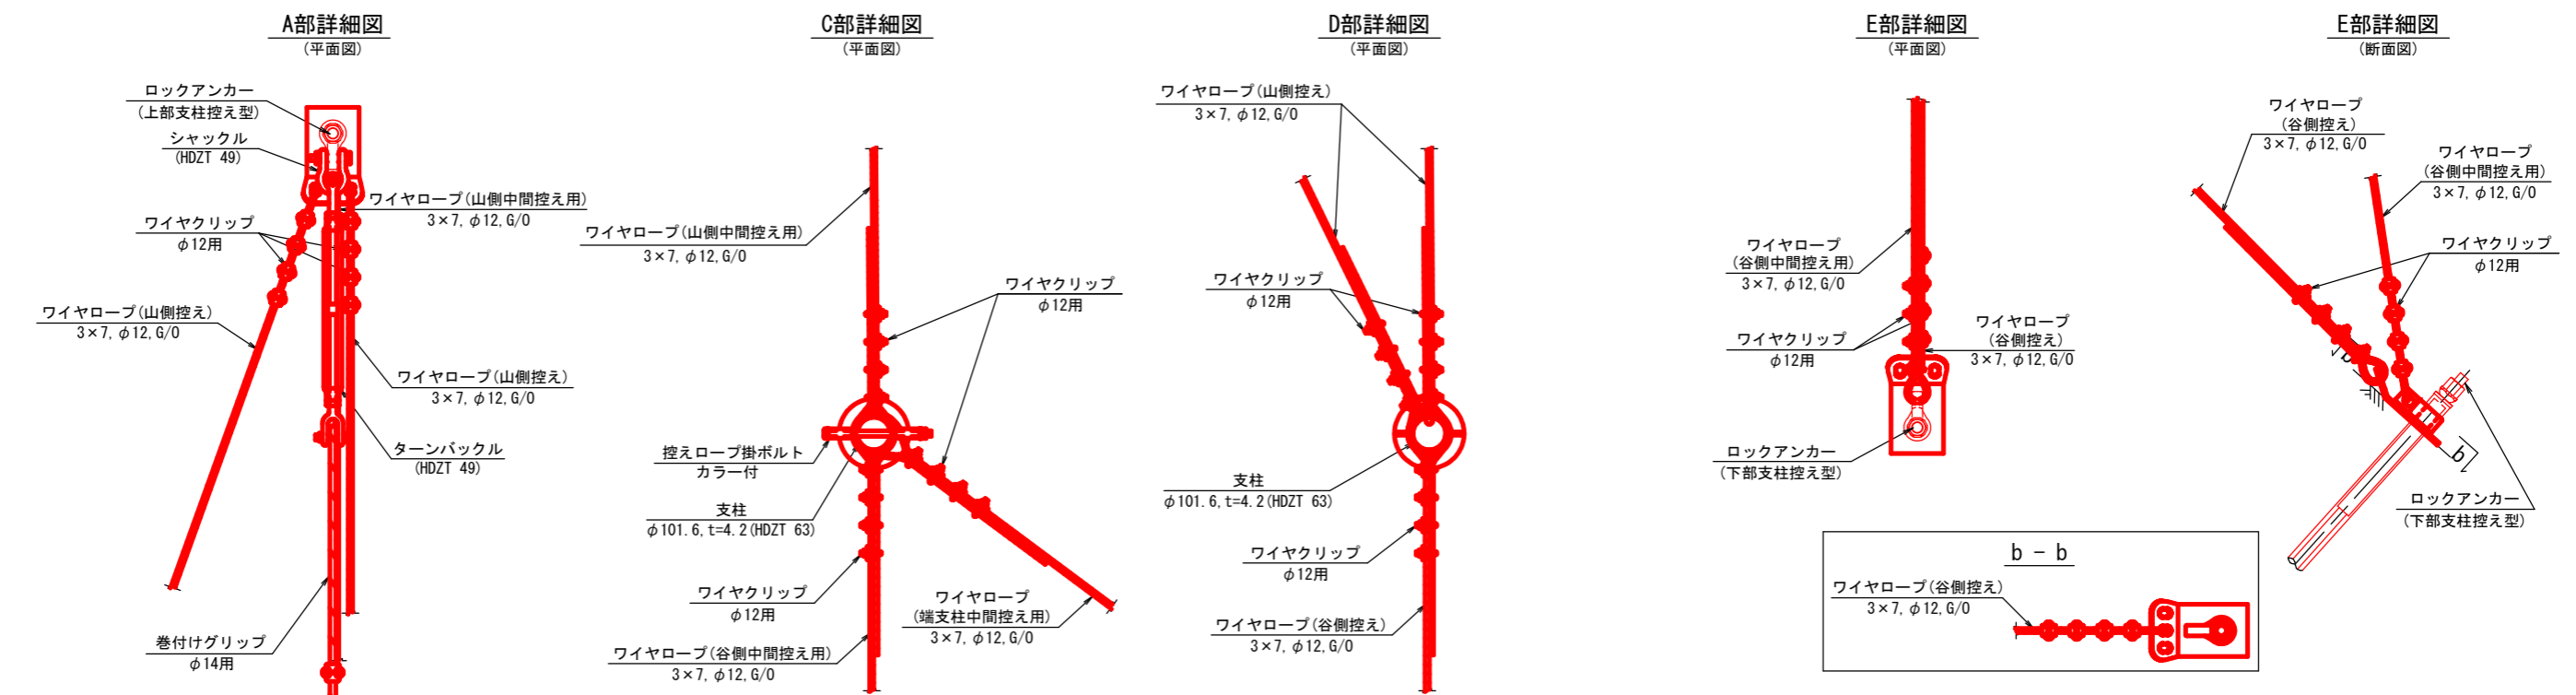 A部詳細図
(平面図)
ロックアンカー
(上部支柱控え型)
シャックル
(HDZT 49)
ワイヤロープ(山側中間控え用)
3×7,φ12,G/O
ワイヤクリップ
φ12用
ワイヤロープ(山側控え)
3×7,φ12,G/O
ワイヤロープ(山側控え)
3×7,φ12,G/O
ターンバックル
(HDZT 49)
巻付けグリップ
φ14用
C部詳細図
(平面図)
ワイヤロープ(山側中間控え用)
3×7,φ12,G/O
ワイヤクリップ
φ12用
控えロープ掛ボルト
カラー付
支柱
φ101.6,t=4.2(HDZT 63)
ワイヤクリップ
φ12用
ワイヤロープ
(端支柱中間控え用)
3×7,φ12,G/O
ワイヤロープ(谷側中間控え用)
3×7,φ12,G/O
D部詳細図
(平面図)
ワイヤロープ(山側控え)
3×7,φ12,G/O
ワイヤクリップ
φ12用
支柱
φ101.6,t=4.2(HDZT 63)
ワイヤクリップ
φ12用
ワイヤロープ(谷側控え)
3×7,φ12,G/O
E部詳細図
(平面図)
ワイヤロープ
(谷側中間控え用)
3×7,φ12,G/O
ワイヤクリップ
φ12用
ワイヤロープ
(谷側控え)
3×7,φ12,G/O
ロックアンカー
(下部支柱控え型)
E部詳細図
(断面図)
ワイヤロープ
(谷側控え)
3×7,φ12,G/O
ワイヤロープ
(谷側中間控え用)
3×7,φ12,G/O
ワイヤクリップ
φ12用
b
b
ロックアンカー
(下部支柱控え型)
b - b
ワイヤロープ(谷側控え)
3×7,φ12,G/O